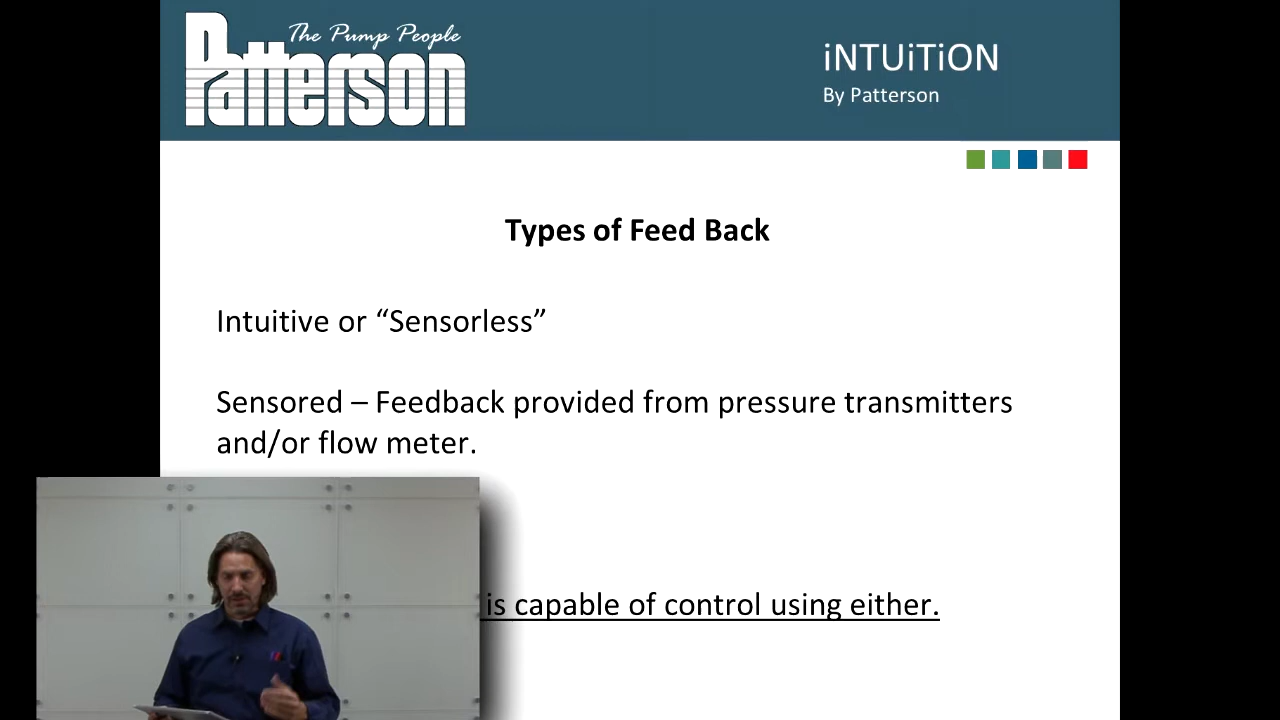 The Pump People
Patterson
iNTUiTiON
By Patterson
Types of Feed Back
Intuitive or “Sensorless”
Sensored – Feedback provided from pressure transmitters
and/or flow meter.
is capable of control using either.